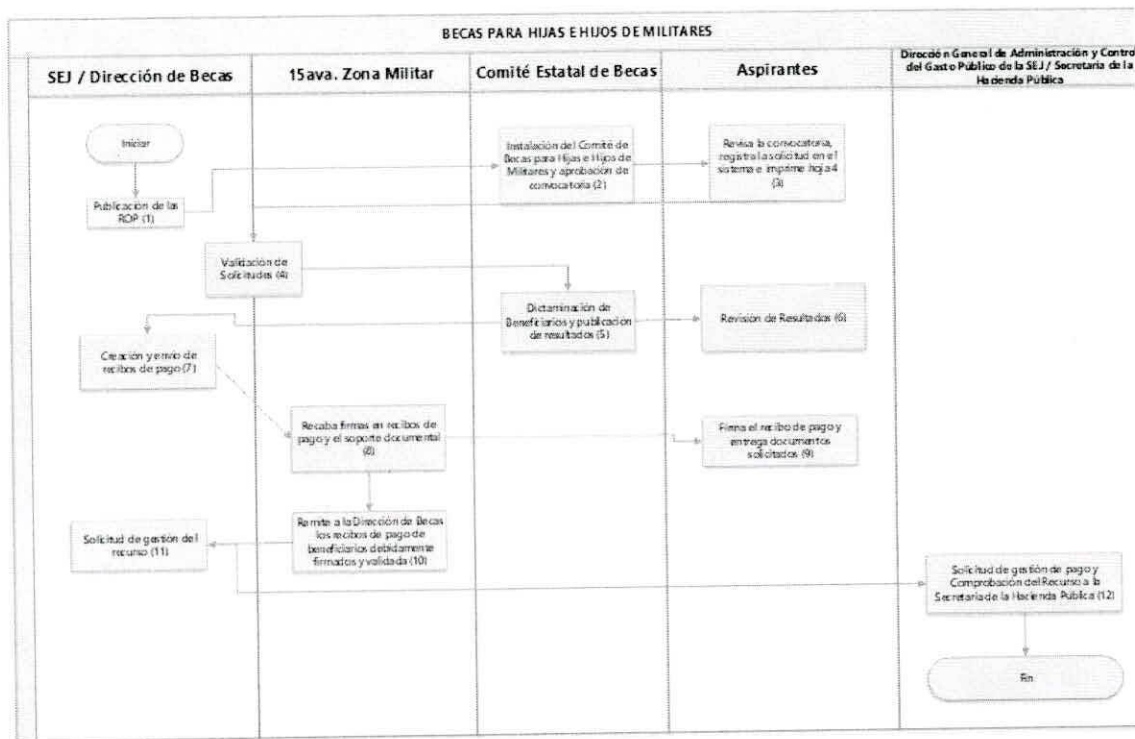 BECAS PARA HIJAS E HIJOS DE MILITARES
SEJ / Dirección de Becas
15ava. Zona Militar
Comité Estatal de Becas
Aspirantes
Dirección General de Administración y Control
del Gasto Público de la SEJ / Secretaría de la
Hacienda Pública
Iniciar
Publicación de las
ROP (1)
Instalación del Comité de
Becas para Hijas e Hijos de
Militares y aprobación de
convocatoria (2)
Revisa la convocatoria,
registra la solicitud en el
sistema e imprime hoja 4
(3)
Validación de
Solicitudes (4)
Dictaminación de
Beneficiarios y publicación
de resultados (5)
Revisión de Resultados (6)
Creación y envío de
recibos de pago (7)
Recaba firmas en recibos de
pago y el soporte documental
(8)
Firma el recibo de pago y
entrega documentos
solicitados (9)
Remite a la Dirección de Becas
los recibos de pago de
beneficiarios debidamente
firmados y validada (10)
Solicitud de gestión del
recurso (11)
Solicitud de gestión de pago y
Comprobación del Recurso a la
Secretaría de la Hacienda Pública (12)
Fin